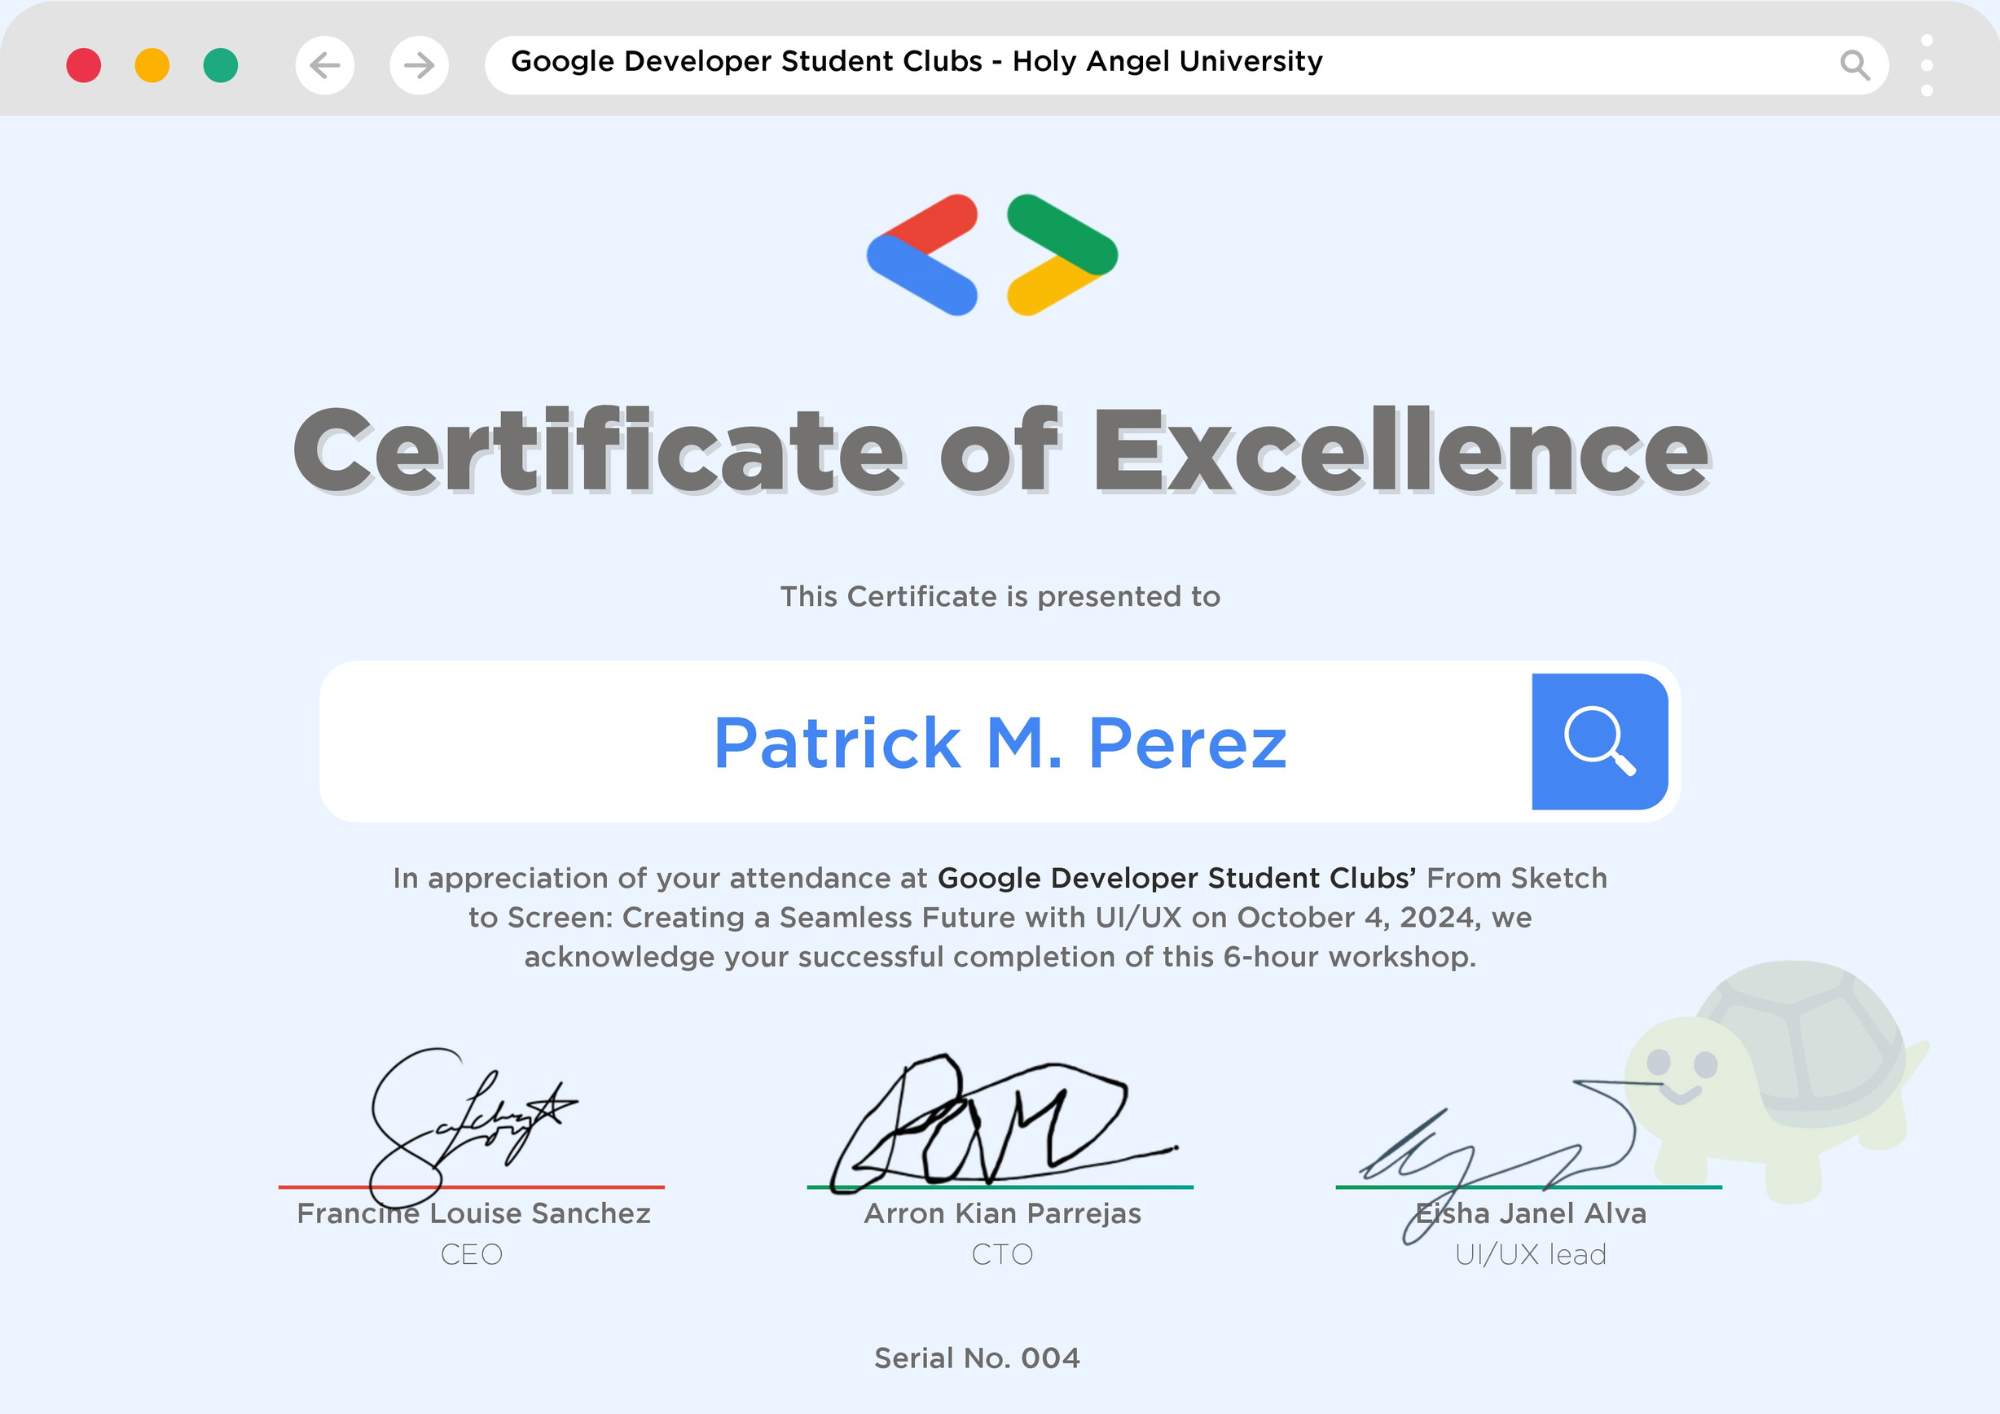 Google Developer Student Clubs - Holy Angel University
Certificate of Excellence
This Certificate is presented to
Patrick M. Perez
In appreciation of your attendance at Google Developer Student Clubs’ From Sketch
to Screen: Creating a Seamless Future with UI/UX on October 4, 2024, we
acknowledge your successful completion of this 6-hour workshop.
Francine Louise Sanchez
CEO
Arron Kian Parrejas
CTO
Eisha Janel Alva
UI/UX lead
Serial No. 004